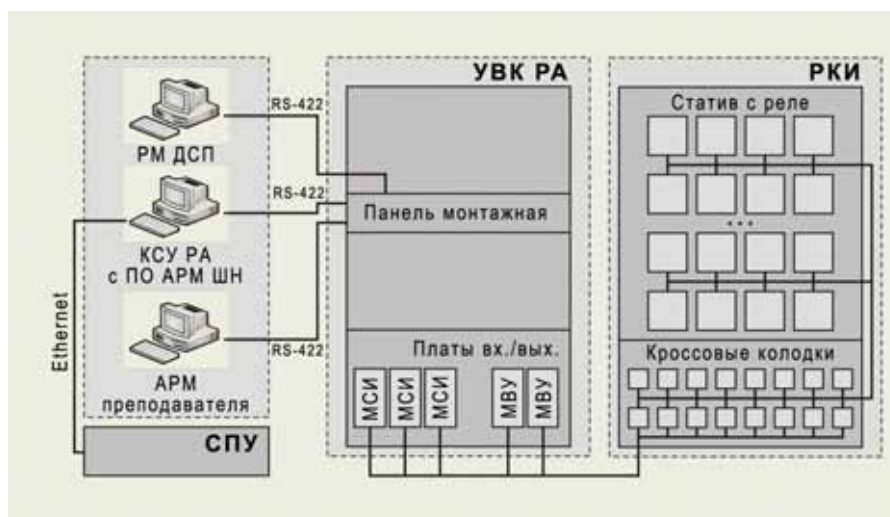 RS-422
РМ ДСП
RS-422
КСУ РА
с ПО АРМ ШН
Ethernet
RS-422
АРМ
преподавателя
СПУ
УВК РА
Панель монтажная
Платы вх./вых.
МСИ
МСИ
МСИ
МВУ
МВУ
РКИ
Статив с реле
...
Кроссовые колодки